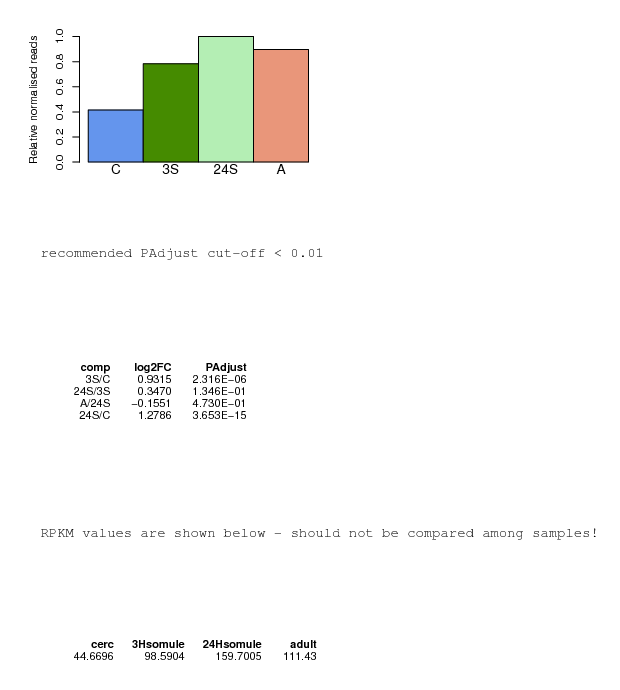 Relative normalised reads
1.0
0.8
0.6
0.4
0.2
0.0
C 3S 24S A
recommended PAdjust cut-off < 0.01
comp log2FC PAdjust
3S/C 0.9315 2.316E-06
24S/3S 0.3470 1.346E-01
A/24S -0.1551 4.730E-01
24S/C 1.2786 3.653E-15
RPKM values are shown below - should not be compared among samples!
cerc 3Hsomule 24Hsomule adult
44.6696 98.5904 159.7005 111.43